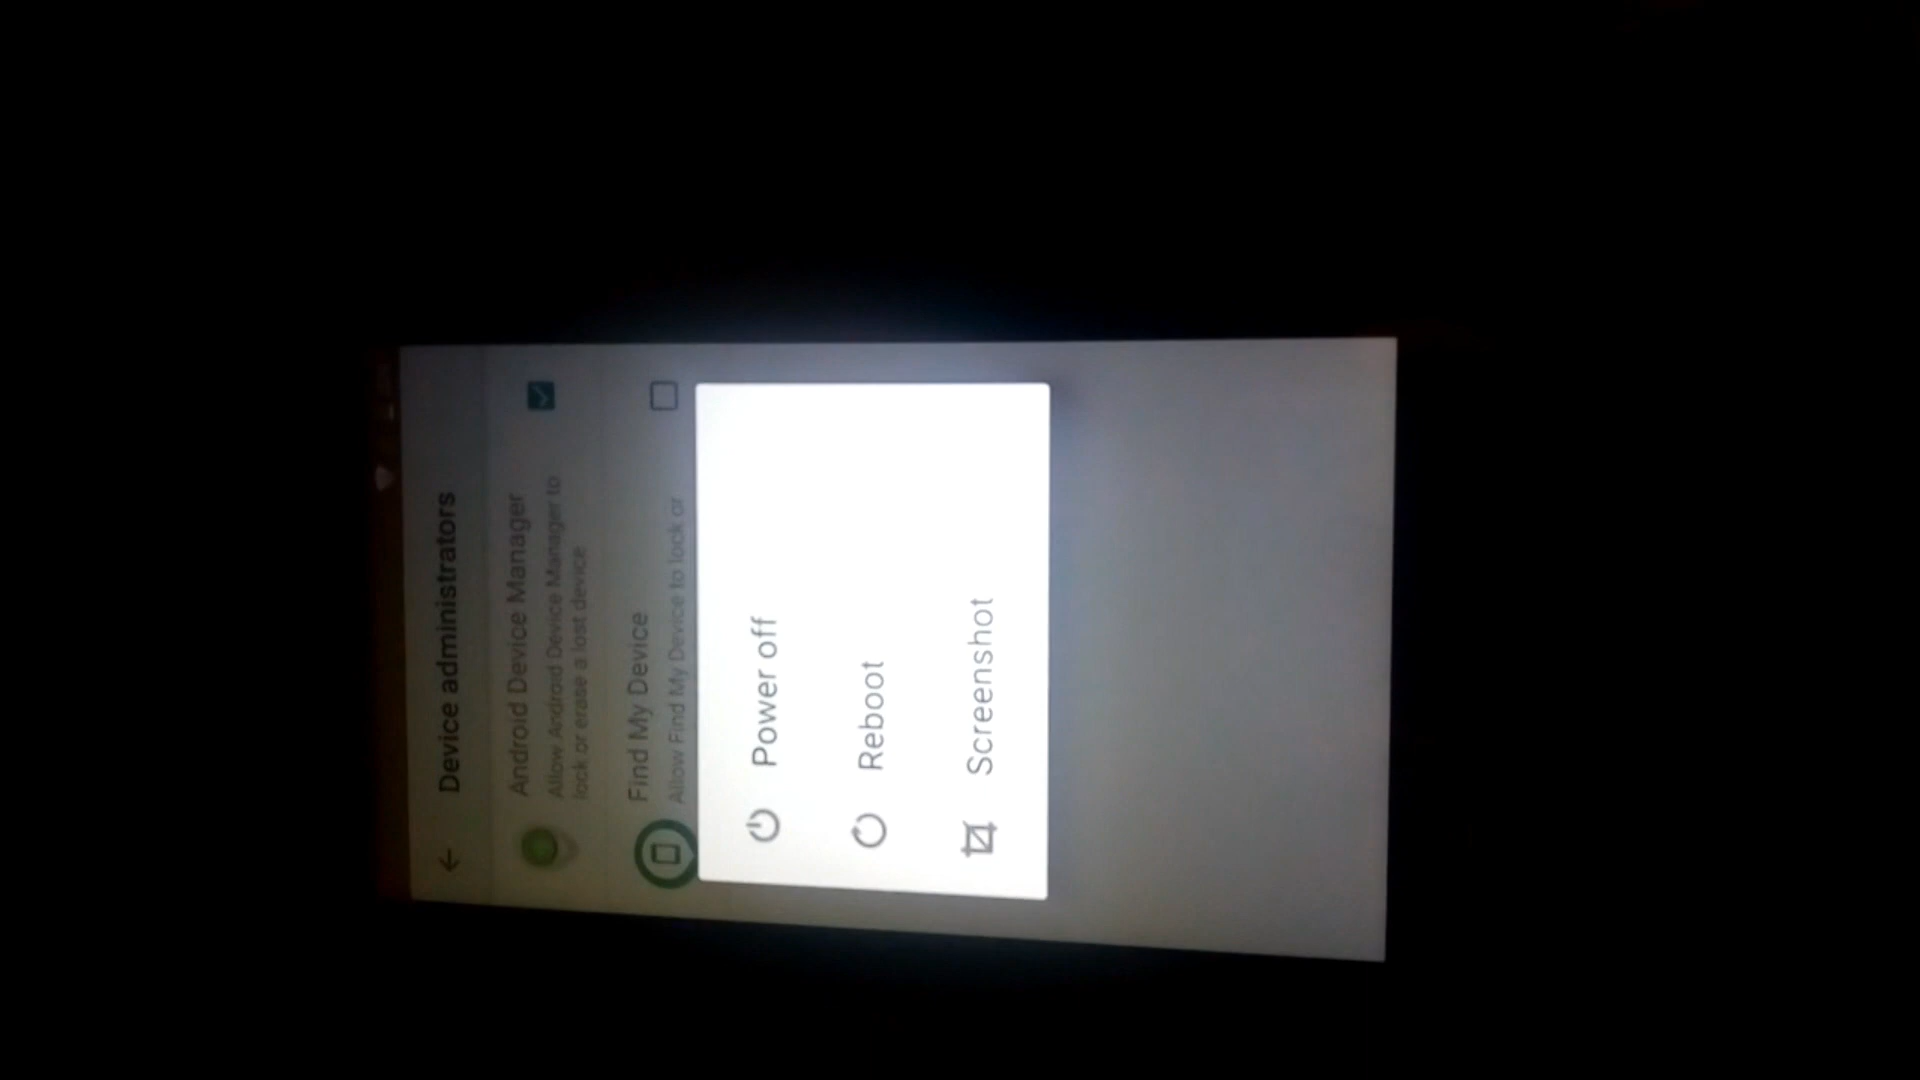 Device administrators
Android Device Manager
Allow Android Device Manager to
lock or erase a lost device
Find My Device
Allow Find My Device to lock or
Power off
Reboot
Screenshot